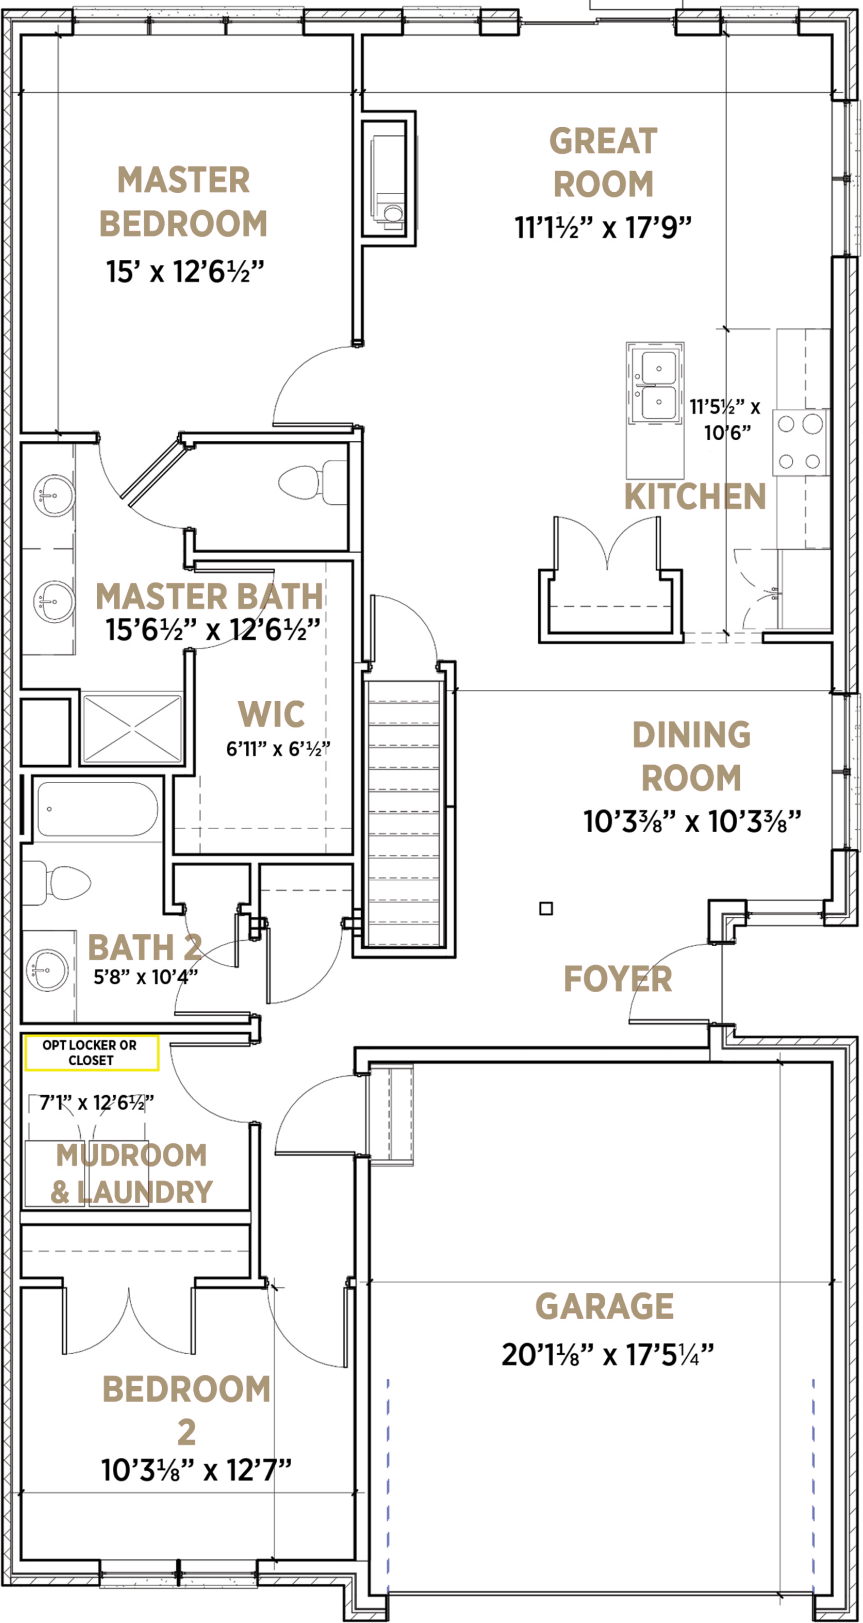 MASTER
BEDROOM
15’ x 12’6½”
GREAT
ROOM
11’1½” x 17’9”
11’5½” x
10’6”
KITCHEN
MASTER BATH
15’6½” x 12’6½”
WIC
6’11” x 6’½”
DINING
ROOM
10’3⅜” x 10’3⅜”
BATH 2
5’8” x 10’4”
FOYER
OPT LOCKER OR
CLOSET
7’1” x 12’6½”
MUDROOM
& LAUNDRY
GARAGE
20’1⅛” x 17’5¼”
BEDROOM
2
10’3⅛” x 12’7”